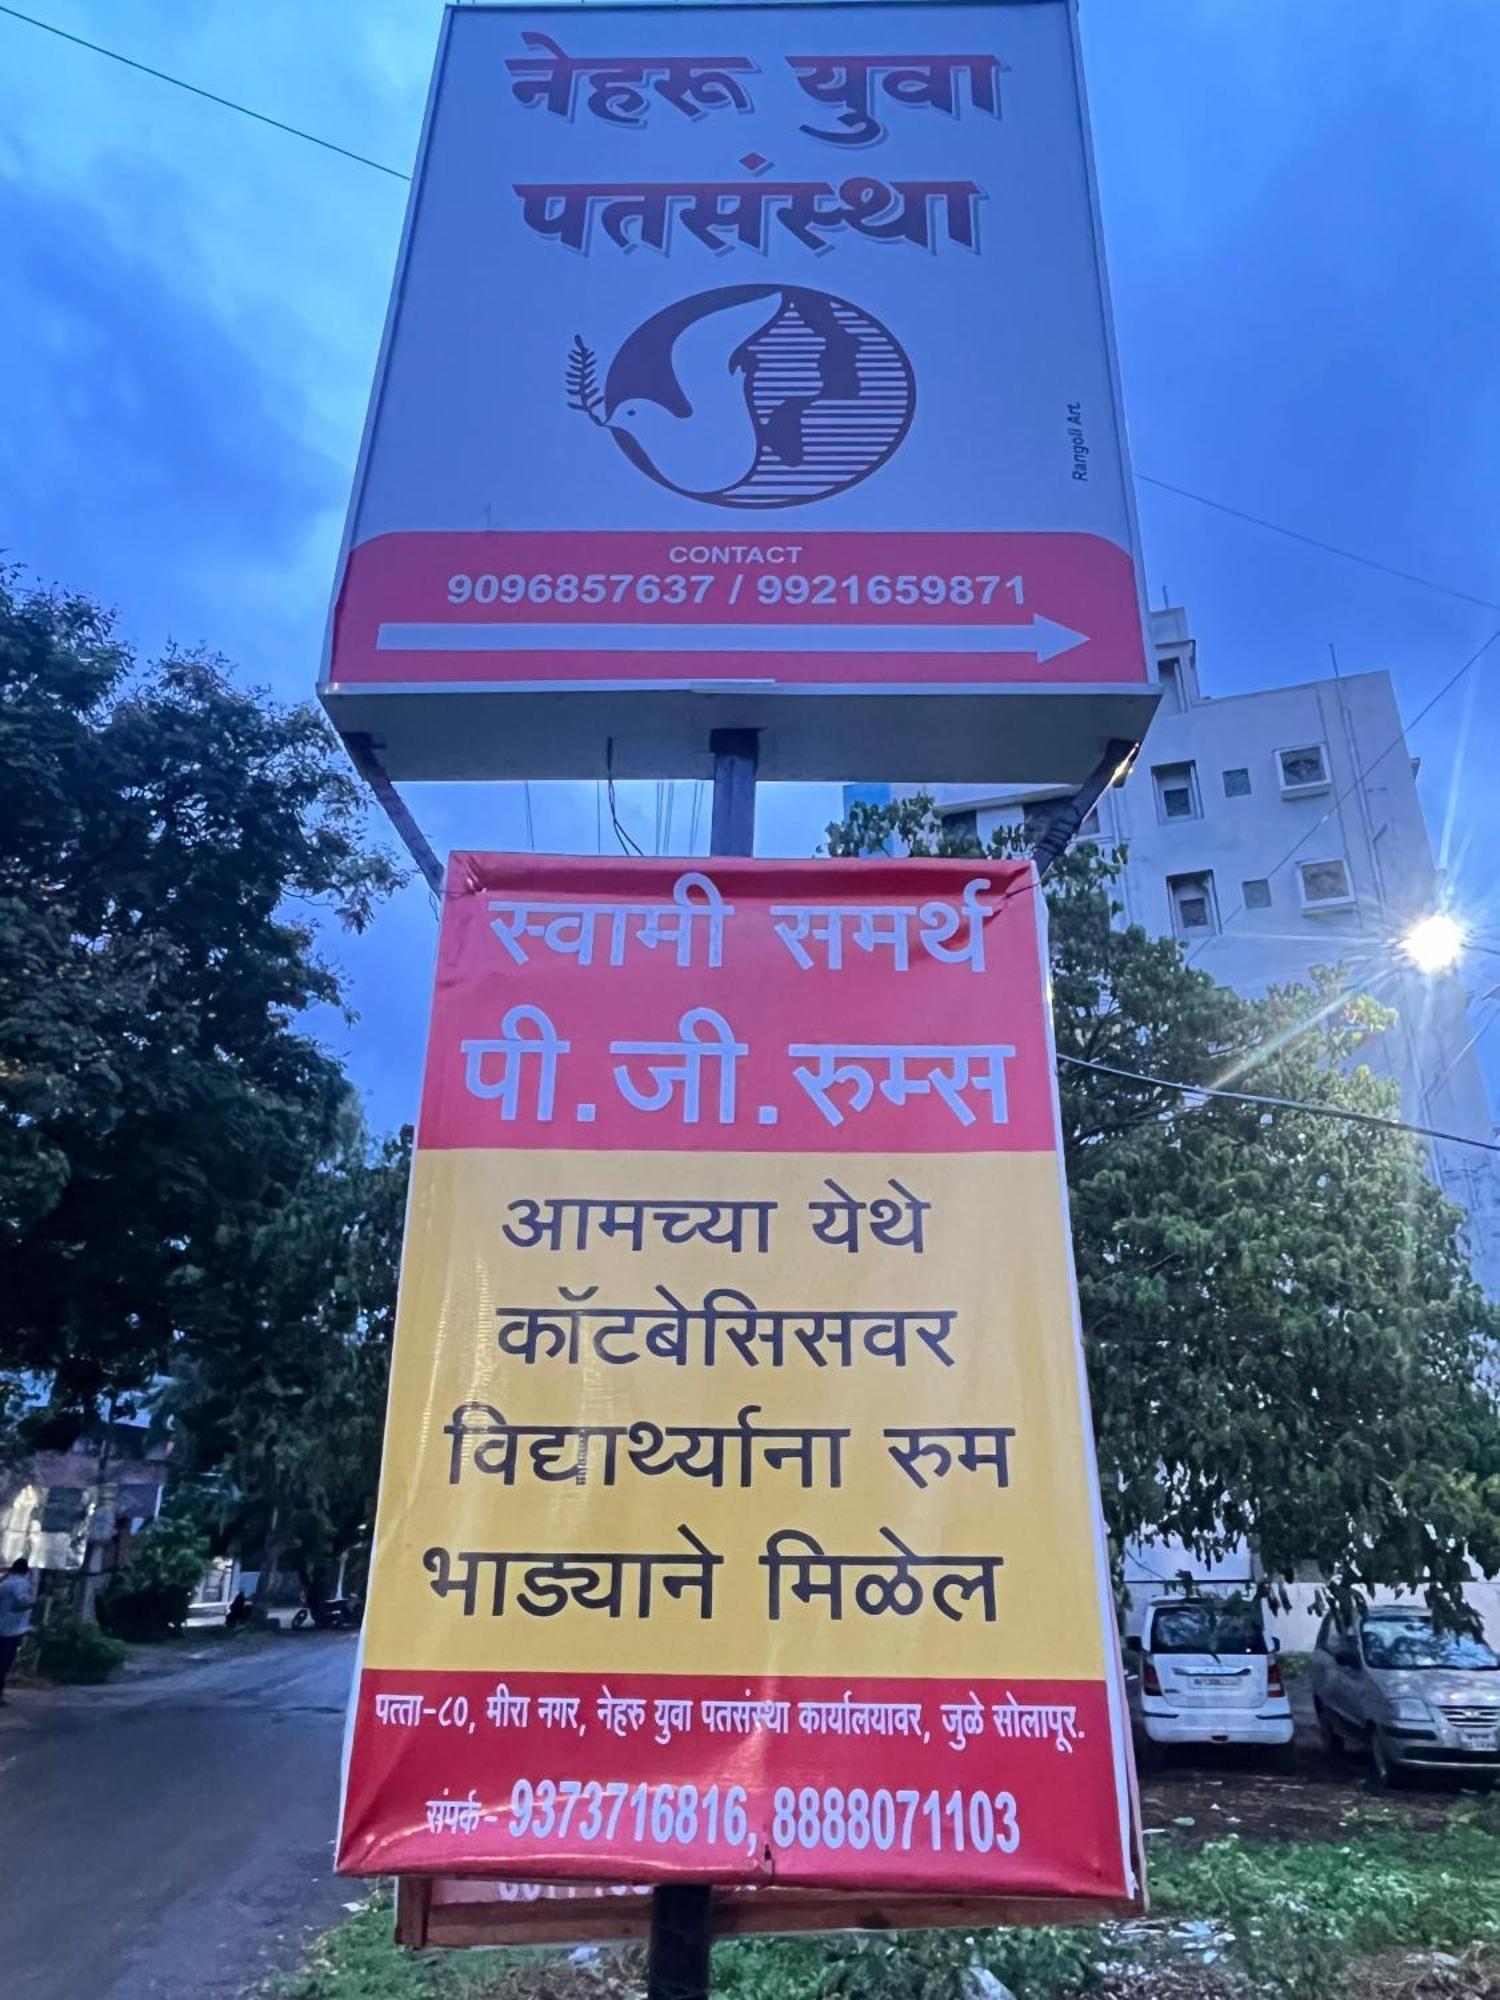 नेहरू युवा
पतसंस्था
Rangoli Art.
CONTACT
9096857637 / 9921659871
स्वामी समर्थ
पी.जी.रुम्स
आमच्या येथे
कॉटबेसिसवर
विद्यार्थ्यांना रुम
भाड्याने मिळेल
पत्ता-८०, मीरा नगर, नेहरु युवा पतसंस्था कार्यालयावर, जुळे सोलापूर.
संपर्क- 9373716816, 8888071103